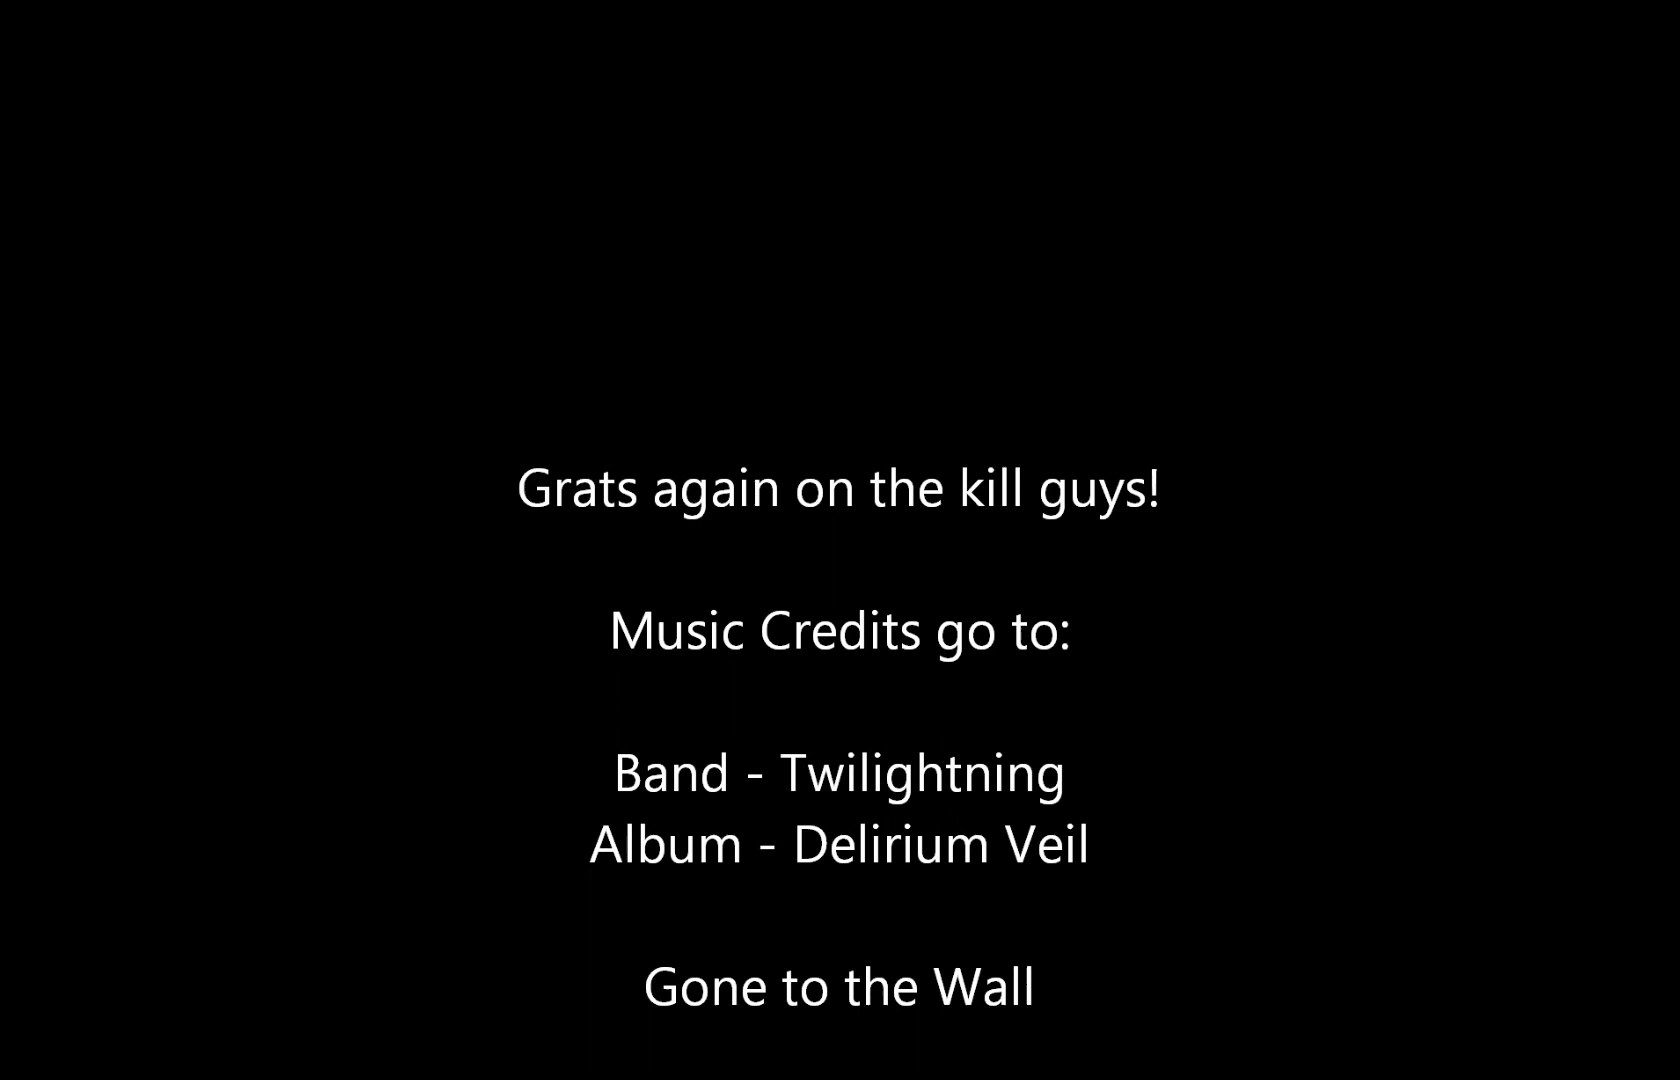 Grats again on the kill guys!
Music Credits go to:
Band - Twilightning
Album - Delirium Veil
Gone to the Wall